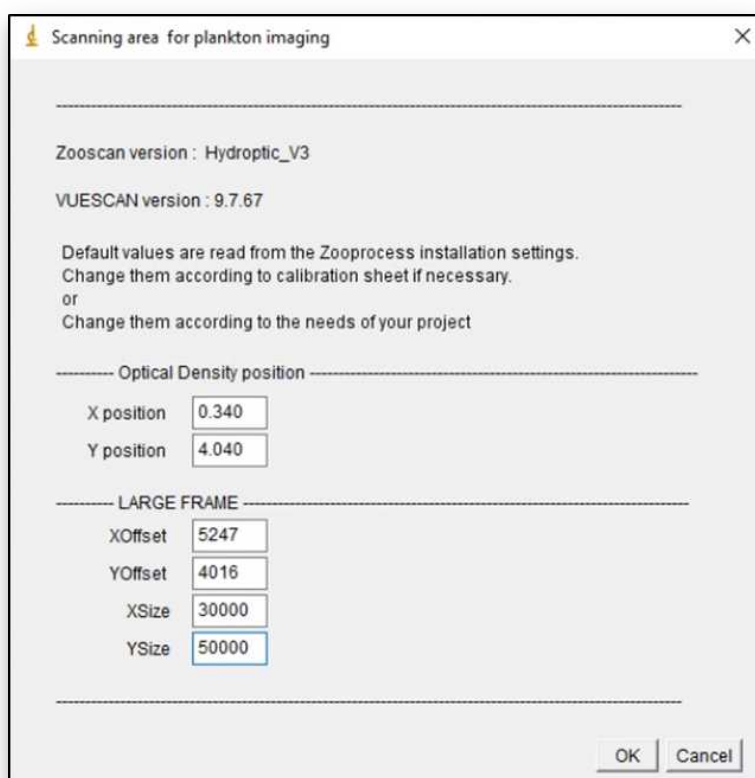 Scanning area for plankton imaging
Zooscan version : Hydroptic_V3
VUESCAN version : 9.7.67
Default values are read from the Zooprocess installation settings.
Change them according to calibration sheet if necessary.
or
Change them according to the needs of your project
---------- Optical Density position ----------
X position 0.340
Y position 4.040
---------- LARGE FRAME ----------
XOffset 5247
YOffset 4016
XSize 30000
YSize 50000
OK Cancel